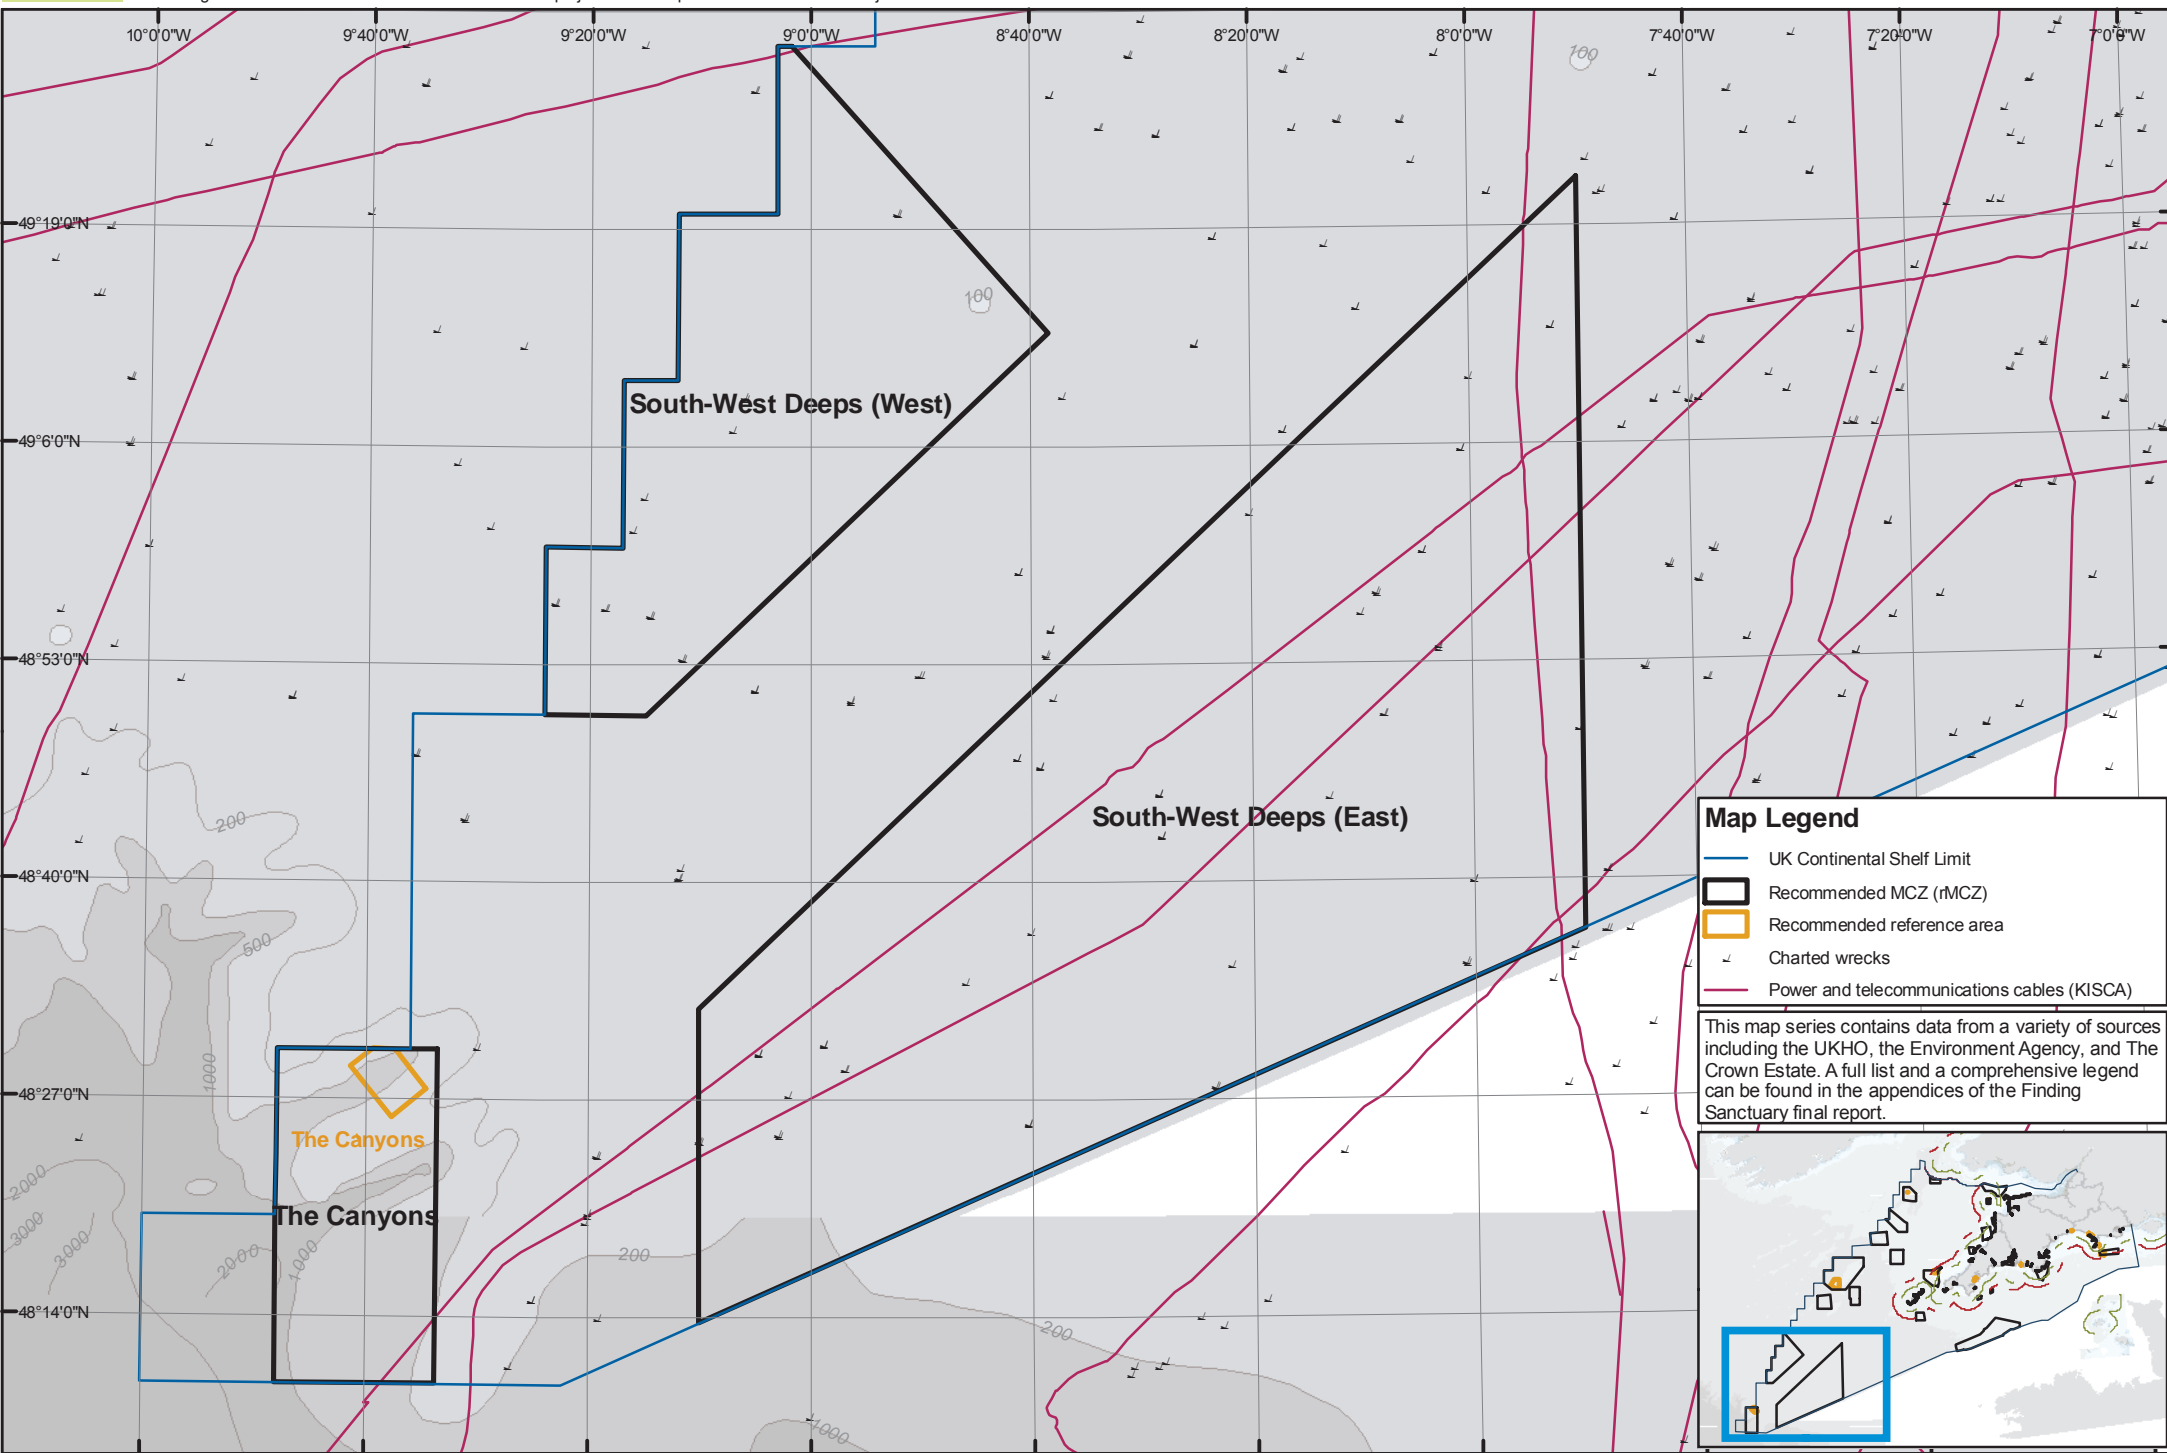 10°0'0"W
9°40'0"W
9°20'0"W
9°0'0"W
8°40'0"W
8°20'0"W
8°0'0"W
7°40'0"W
7°20'0"W
7°0'0"W
100
49°19'0"N
100
South-West Deeps (West)
49°6'0"N
48°53'0"N
200
South-West Deeps (East)
48°40'0"N
500
1000
48°27'0"N
The Canyons
2000
The Canyons
3000
3000
2000
1000
200
48°14'0"N
200
1000
Map Legend
UK Continental Shelf Limit
Recommended MCZ (rMCZ)
Recommended reference area
Charted wrecks
Power and telecommunications cables (KISCA)
This map series contains data from a variety of sources
including the UKHO, the Environment Agency, and The
Crown Estate. A full list and a comprehensive legend
can be found in the appendices of the Finding
Sanctuary final report.